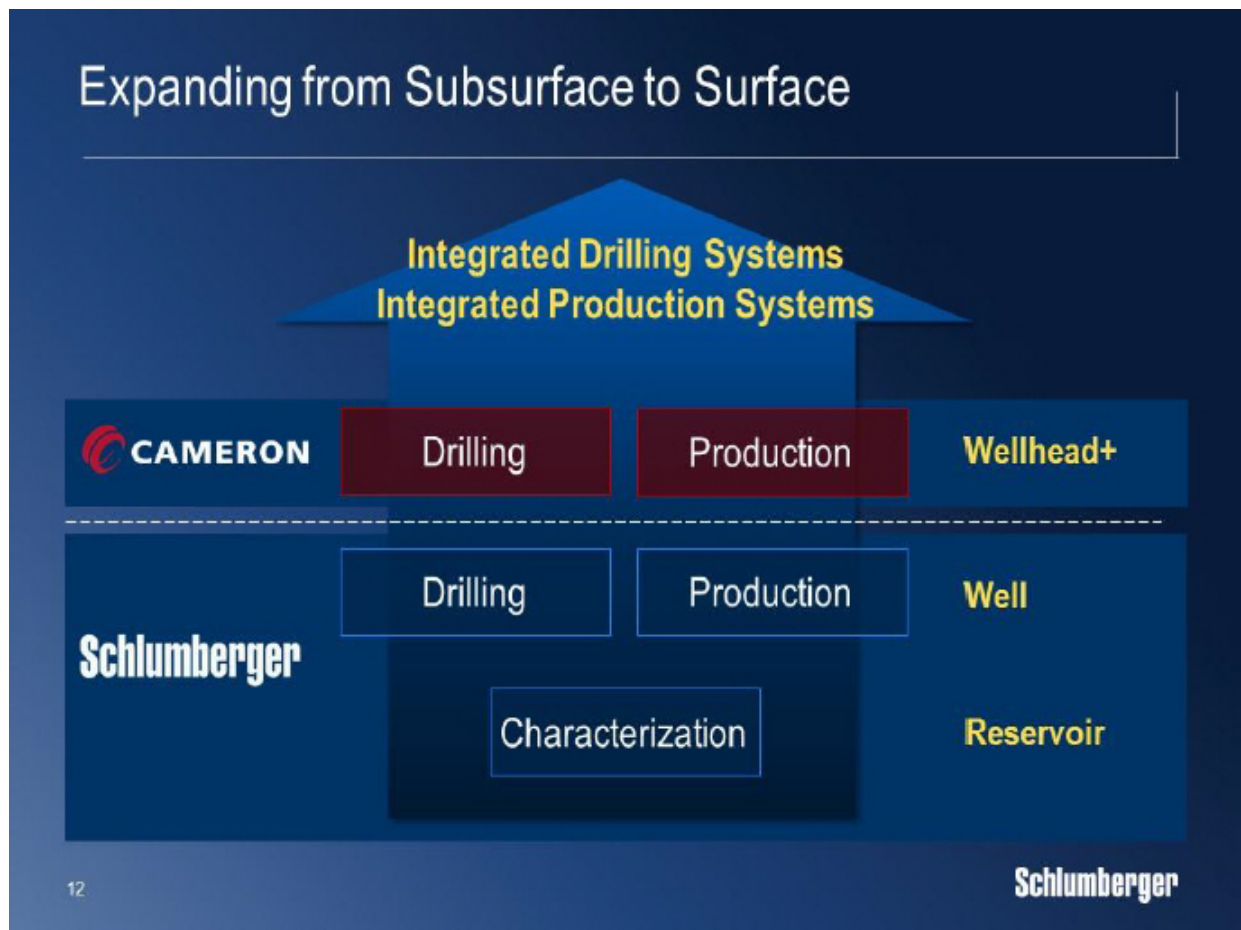 Expanding from Subsurface to Surface
Integrated Drilling Systems
Integrated Production Systems
CAMERON
Drilling
Production
Wellhead+
Drilling
Production
Well
Schlumberger
Characterization
Reservoir
12
Schlumberger